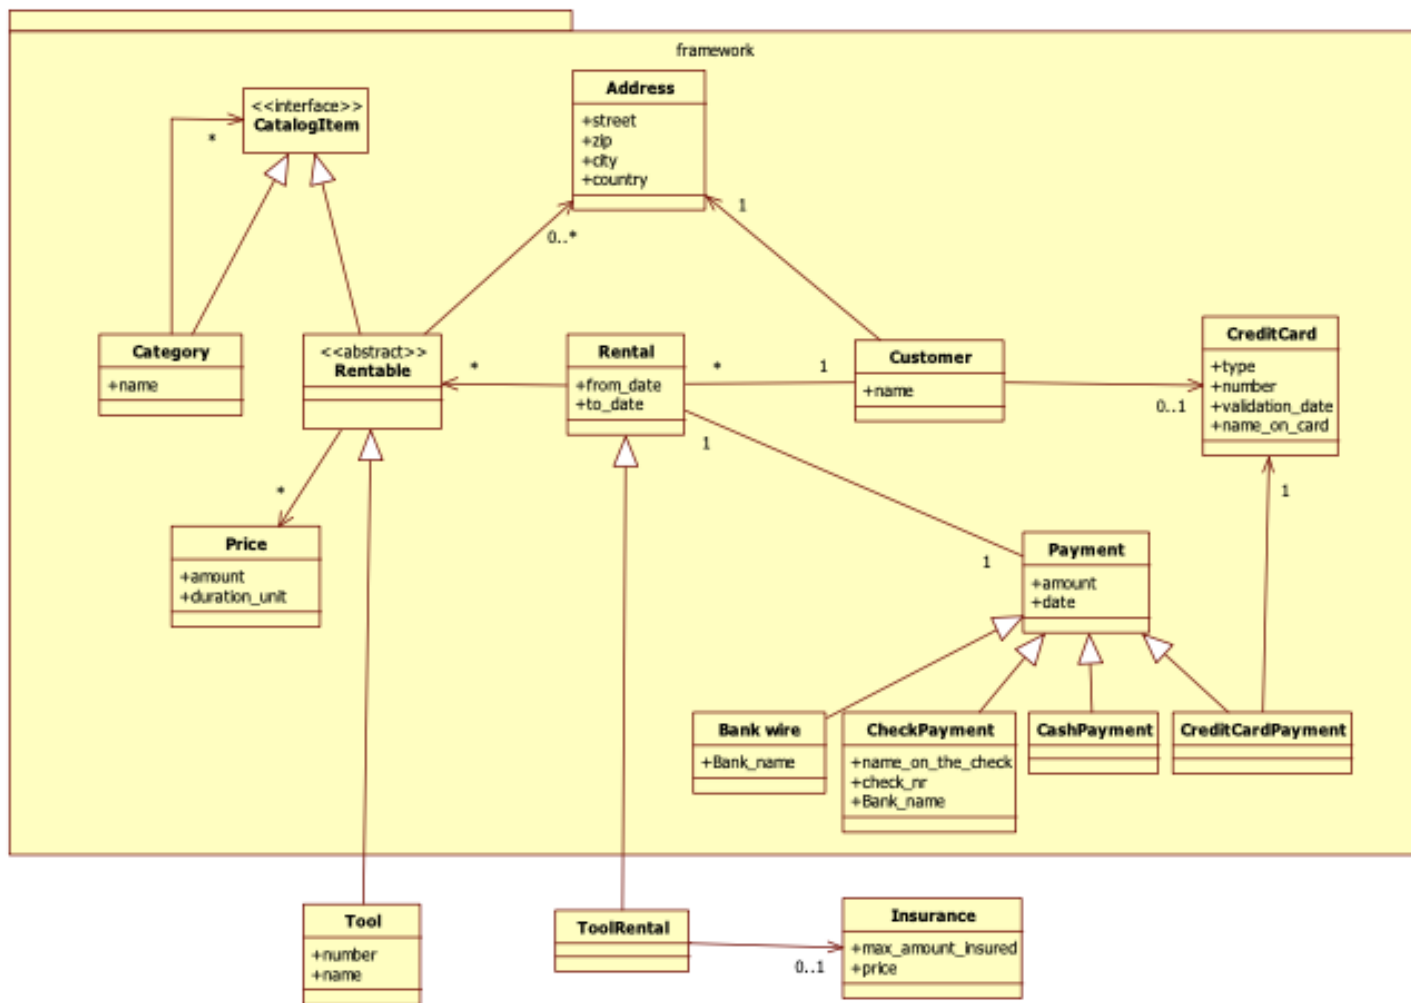 framework
<<interface>>
CatalogItem
*
Address
+street
+zip
+city
+country
0..*
1
Category
+name
<<abstract>>
Rentable
*
Rental
+from_date
+to_date
*
1
1
Customer
+name
0..1
CreditCard
+type
+number
+validation_date
+name_on_card
1
*
Price
+amount
+duration_unit
1
Payment
+amount
+date
Bank wire
+Bank_name
CheckPayment
+name_on_the_check
+check_nr
+Bank_name
CashPayment
CreditCardPayment
Tool
+number
+name
ToolRental
0..1
Insurance
+max_amount_insured
+price